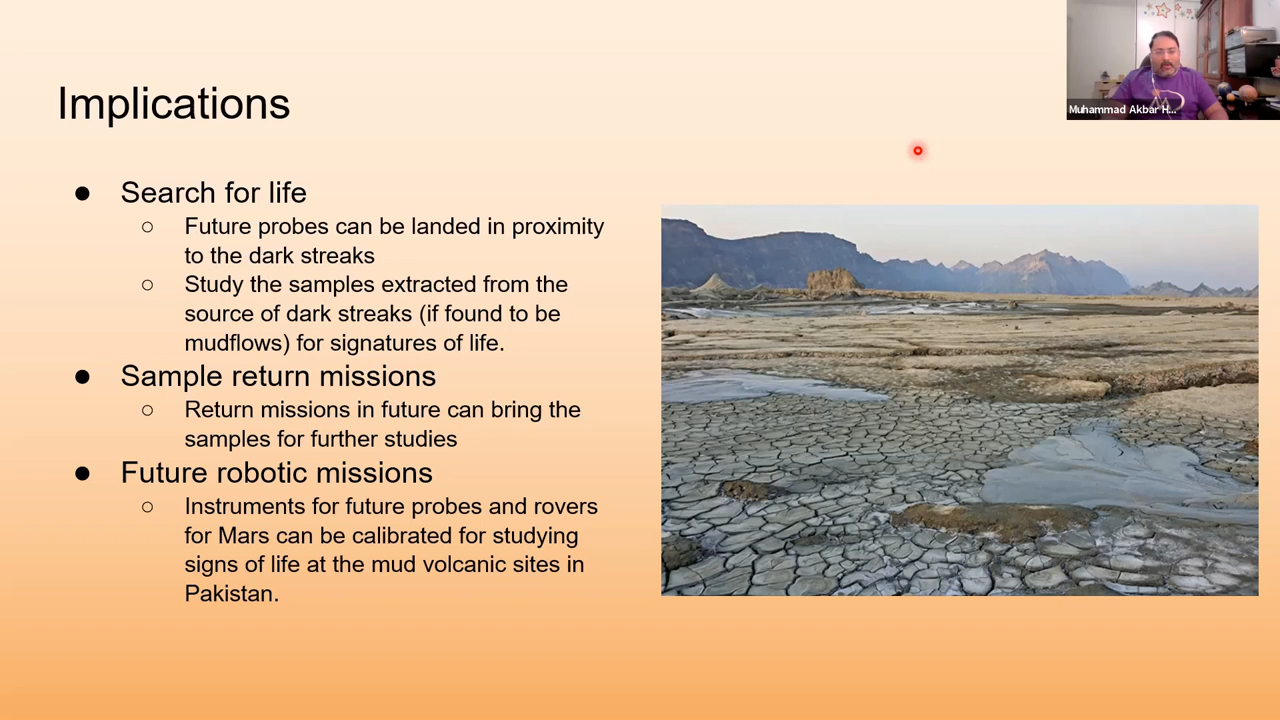 Implications
Muhammad Akbar H...
● Search for life
○ Future probes can be landed in proximity
to the dark streaks
○ Study the samples extracted from the
source of dark streaks (if found to be
mudflows) for signatures of life.
● Sample return missions
○ Return missions in future can bring the
samples for further studies
● Future robotic missions
○ Instruments for future probes and rovers
for Mars can be calibrated for studying
signs of life at the mud volcanic sites in
Pakistan.